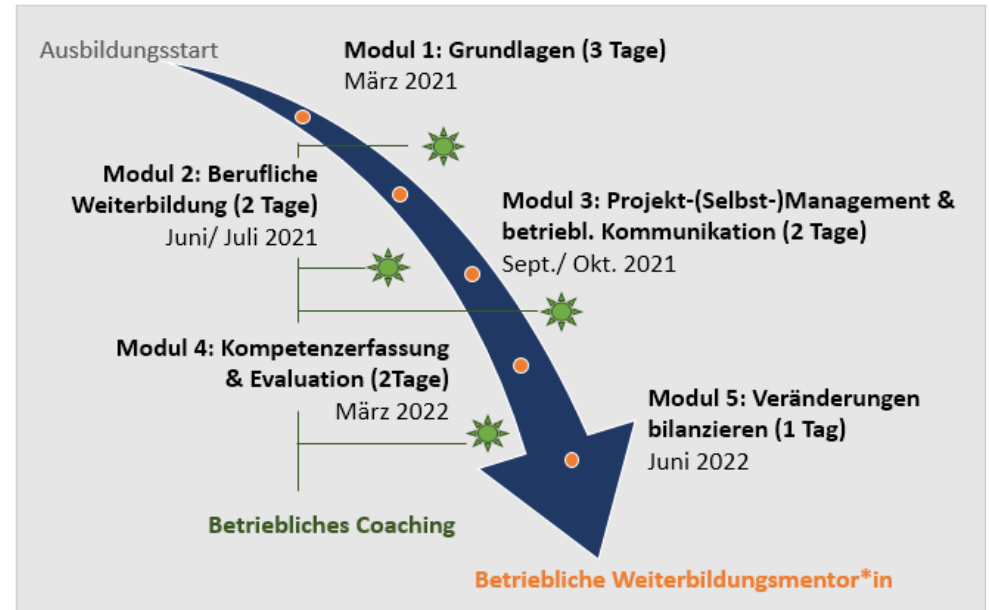 Ausbildungsstart
Modul 1: Grundlagen (3 Tage)
März 2021
Modul 2: Berufliche
Weiterbildung (2 Tage)
Juni/ Juli 2021
Modul 3: Projekt-(Selbst-)Management &
betriebl. Kommunikation (2 Tage)
Sept./ Okt. 2021
Modul 4: Kompetenzerfassung
& Evaluation (2Tage)
März 2022
Modul 5: Veränderungen
bilanzieren (1 Tag)
Juni 2022
Betriebliches Coaching
Betriebliche Weiterbildungsmentor*in